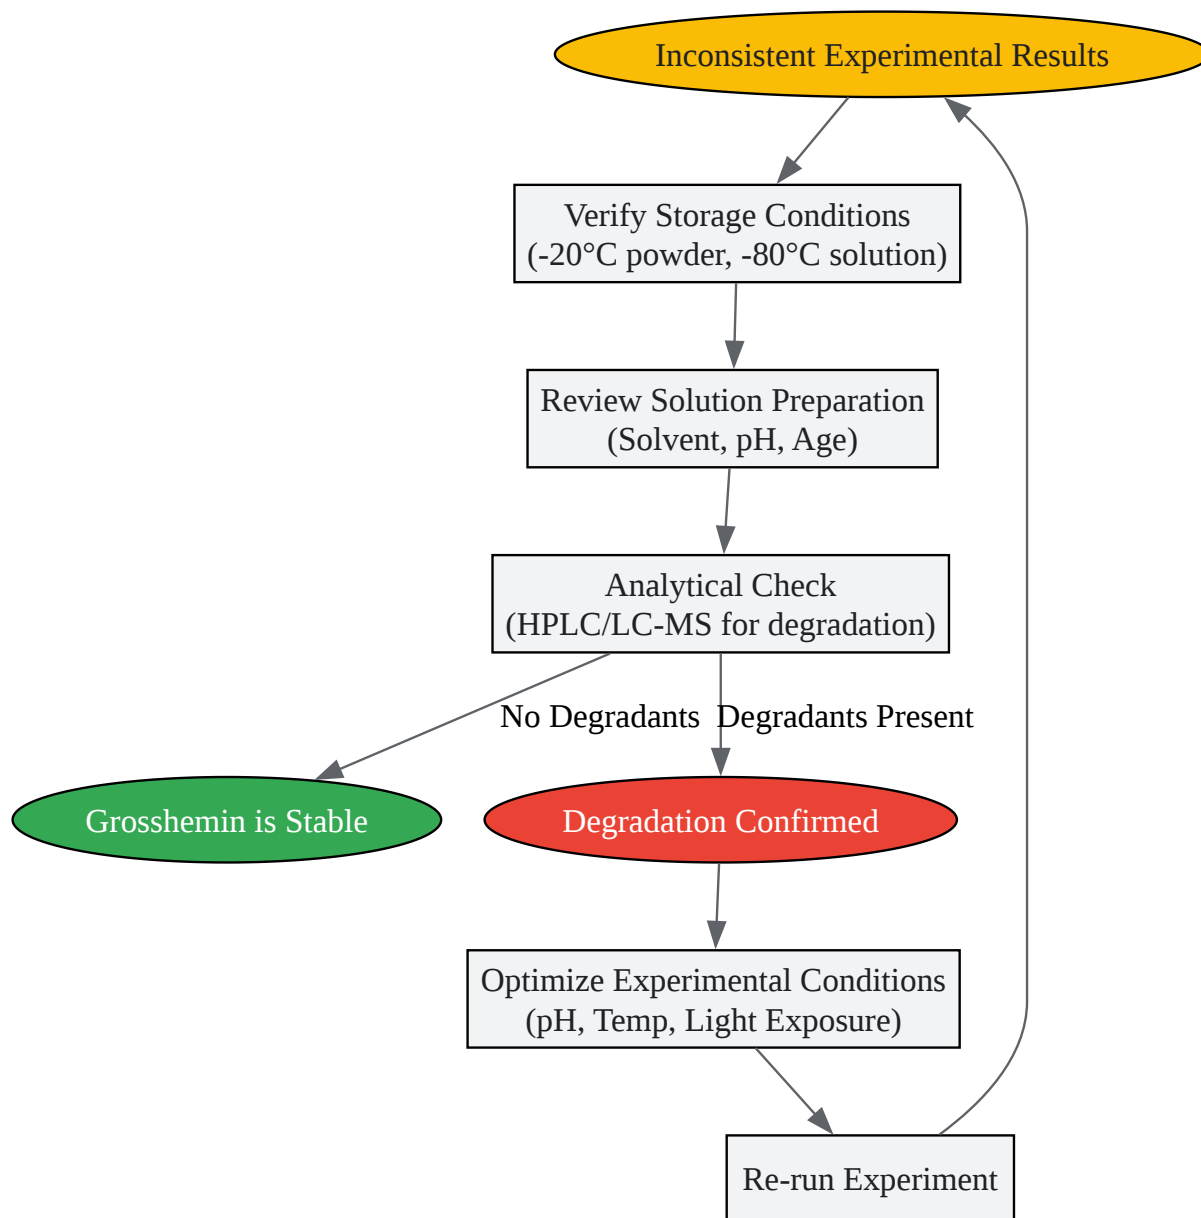 Inconsistent Experimental Results
Verify Storage Conditions
(-20°C powder, -80°C solution)
Review Solution Preparation
(Solvent, pH, Age)
Analytical Check
(HPLC/LC-MS for degradation)
No Degradants
Degradants Present
Grosshemin is Stable
Degradation Confirmed
Optimize Experimental Conditions
(pH, Temp, Light Exposure)
Re-run Experiment